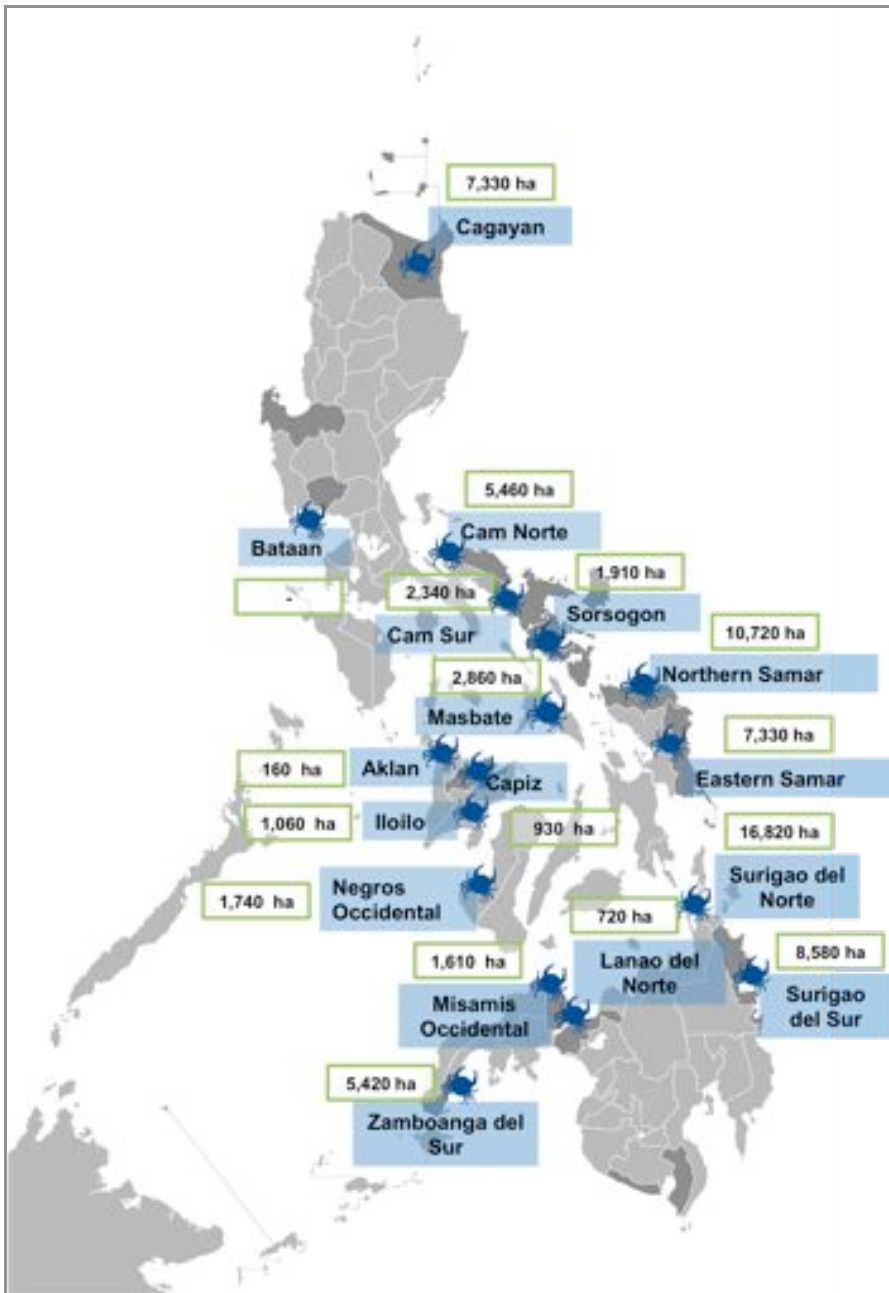 7,330 ha
Cagayan
5,460 ha
Cam Norte
Bataan
-
2,340 ha
1,910 ha
Sorsogon
Cam Sur
10,720 ha
Northern Samar
2,860 ha
Masbate
7,330 ha
Eastern Samar
160 ha
Aklan
Capiz
1,060 ha
Iloilo
930 ha
16,820 ha
Surigao del
Norte
1,740 ha
Negros
Occidental
720 ha
Lanao del
Norte
1,610 ha
Misamis
Occidental
8,580 ha
Surigao
del Sur
5,420 ha
Zamboanga del
Sur